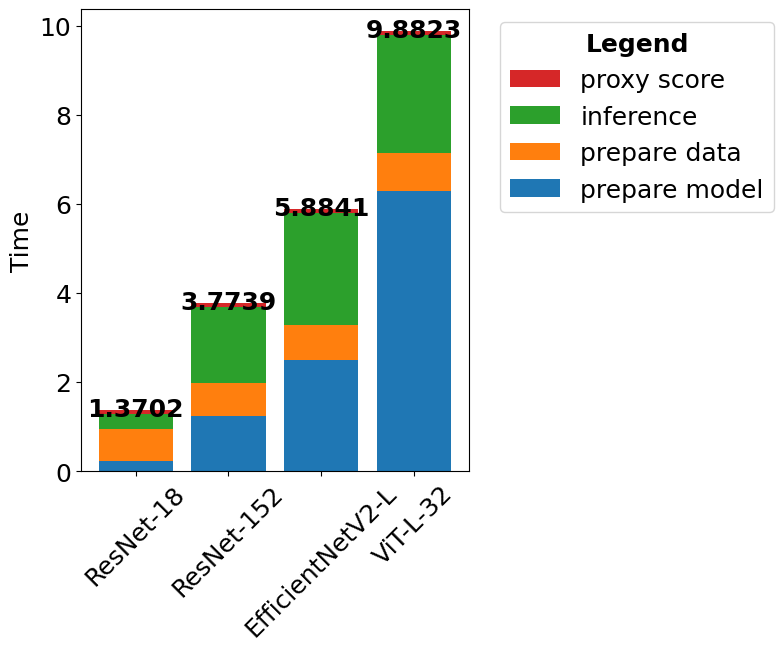 10
8
6
4
2
0
Time
1.3702
3.7739
5.8841
9.8823
ResNet-18
ResNet-152
EfficientNetV2-L
ViT-L-32
Legend
proxy score
inference
prepare data
prepare model